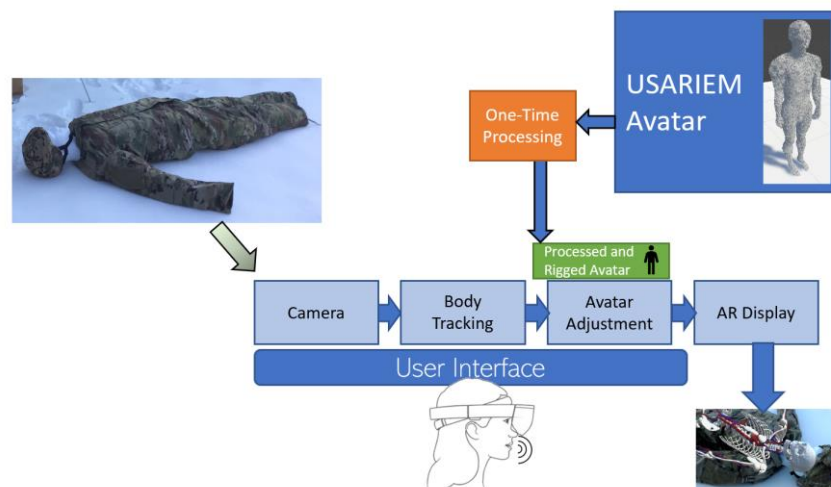 USARIEM
Avatar
One-Time
Processing
Processed and
Rigged Avatar
Camera
Body
Tracking
Avatar
Adjustment
AR Display
User Interface